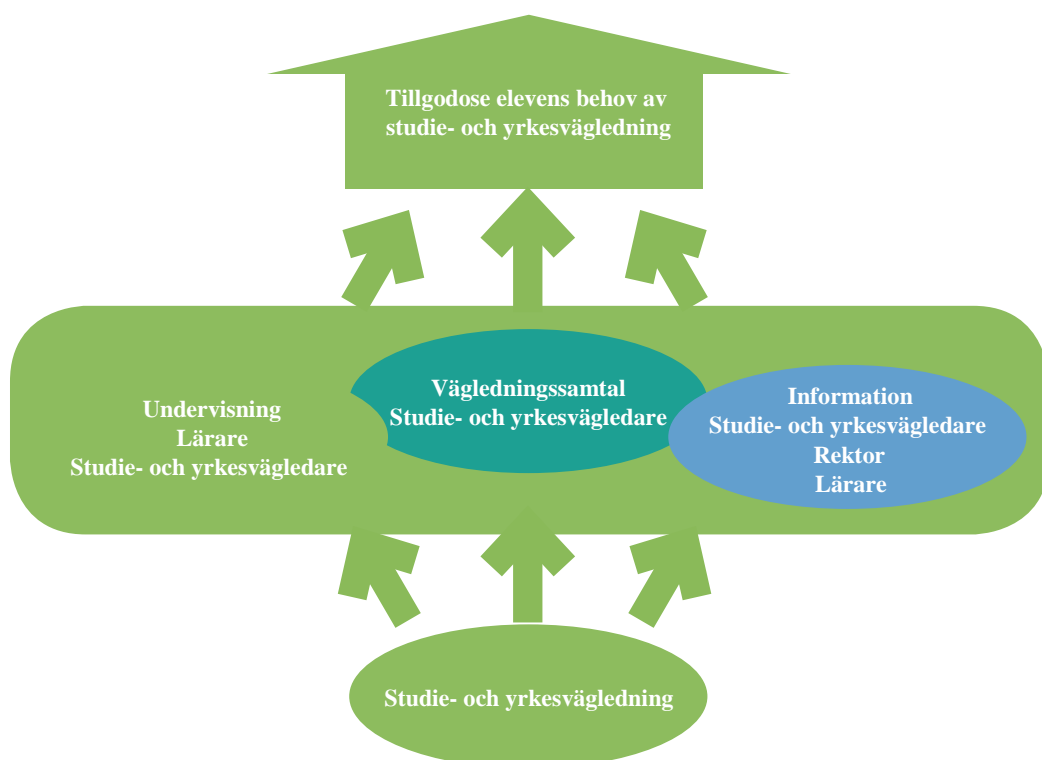 Tillgodose elevens behov av
studie- och yrkesvägledning
Undervisning
Lärare
Studie- och yrkesvägledare
Vägledningssamtal
Studie- och yrkesvägledare
Information
Studie- och yrkesvägledare
Rektor
Lärare
Studie- och yrkesvägledning